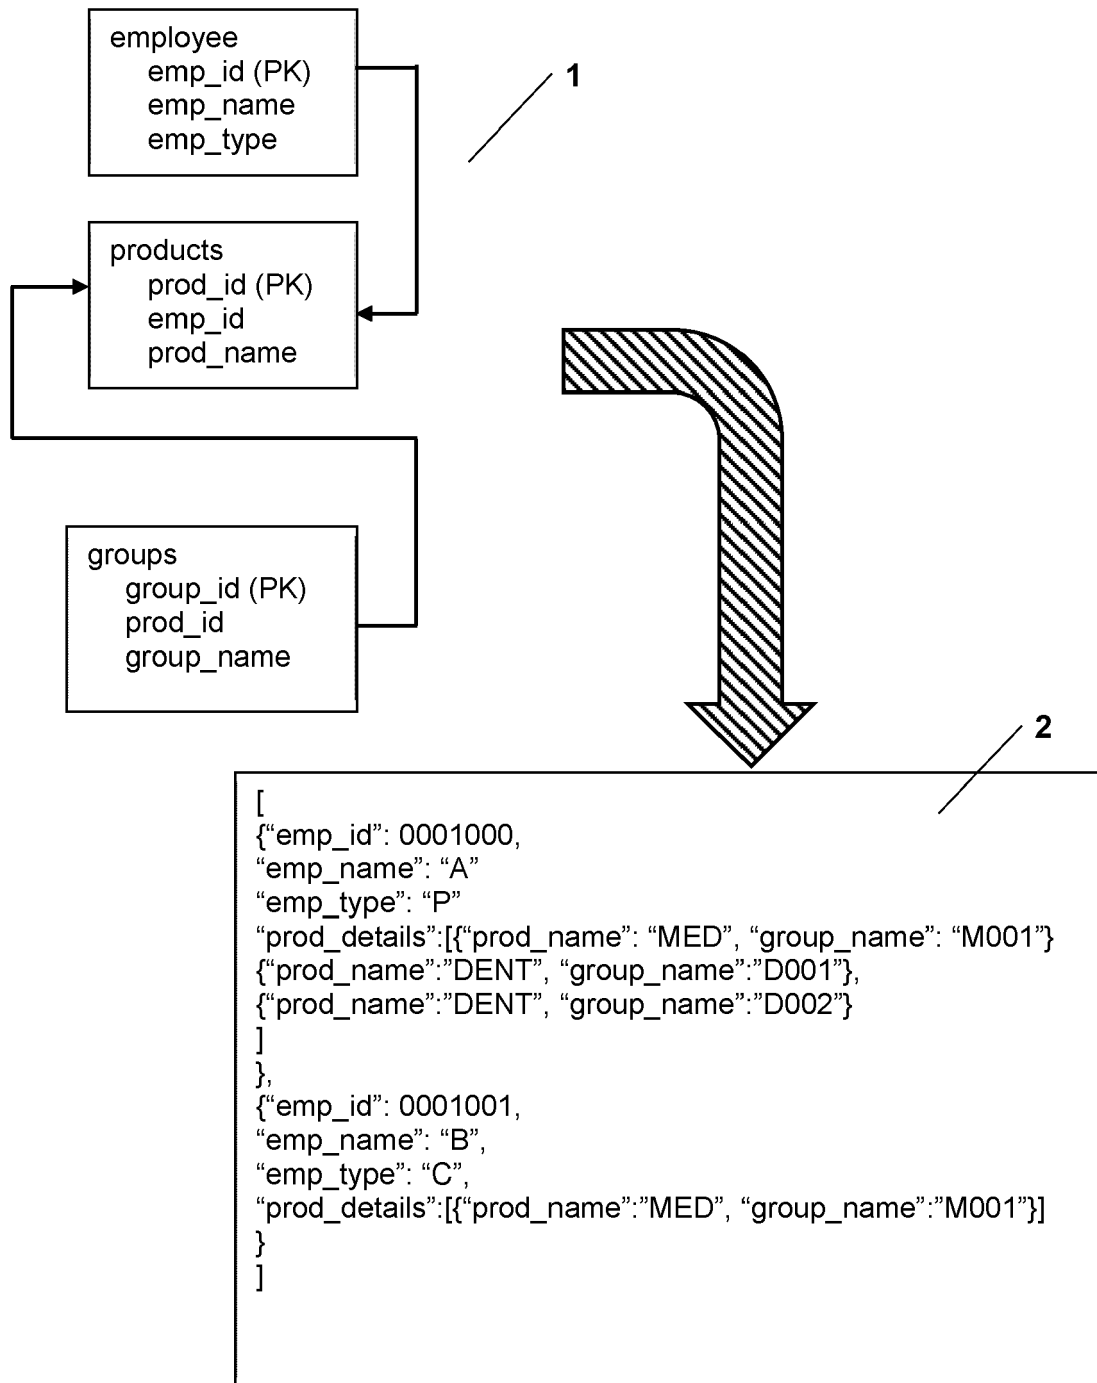 employee
emp_id (PK)
emp_name
emp_type
1
products
prod_id (PK)
emp_id
prod_name
groups
group_id (PK)
prod_id
group_name
2
[
{“emp_id”: 0001000,
“emp_name”: “A”
“emp_type”: “P”
“prod_details”:[{“prod_name”: “MED”, “group_name”: “M001”}
{“prod_name”:”DENT”, “group_name”:”D001”},
{“prod_name”:”DENT”, “group_name”:”D002”}
]
},
{“emp_id”: 0001001,
“emp_name”: “B”,
“emp_type”: “C”,
“prod_details”:[{“prod_name”:”MED”, “group_name”:”M001”}]
}
]